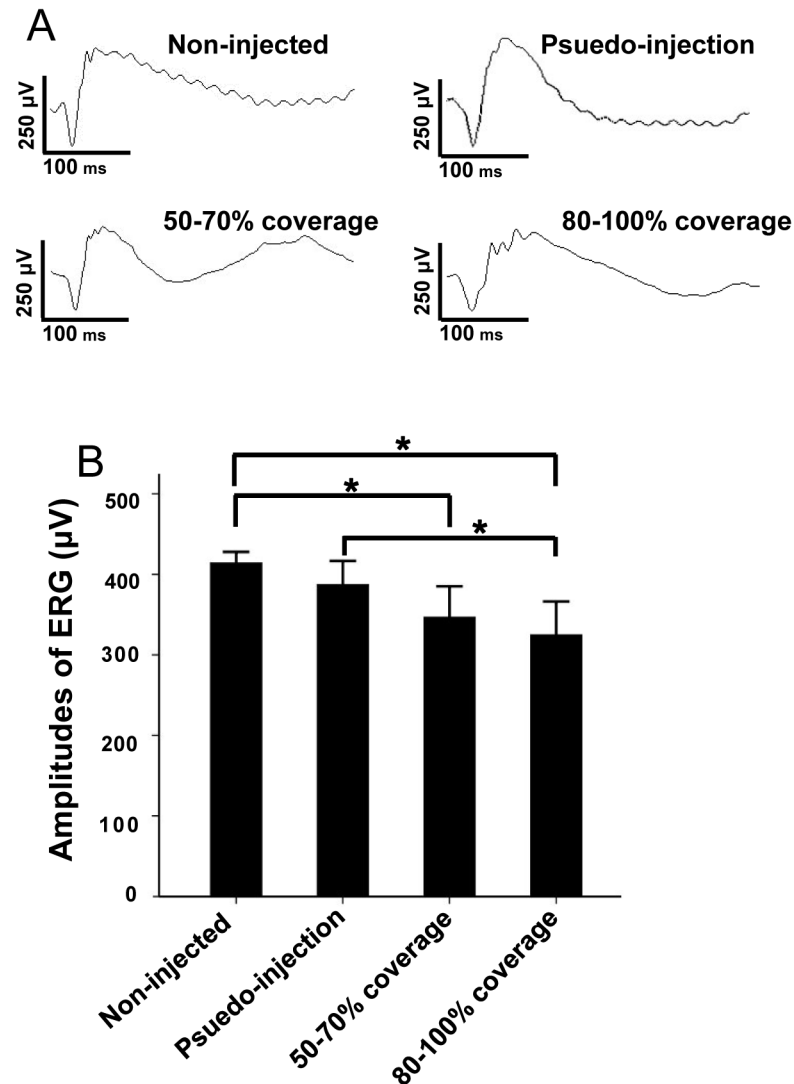 A
Non-injected
Psuedo-injection
250 µV
100 ms
250 µV
100 ms
50-70% coverage
80-100% coverage
250 µV
100 ms
250 µV
100 ms
B
*
*
*
Amplitudes of ERG (µV)
500
400
300
200
100
0
Non-injected
Psuedo-injection
50-70% coverage
80-100% coverage